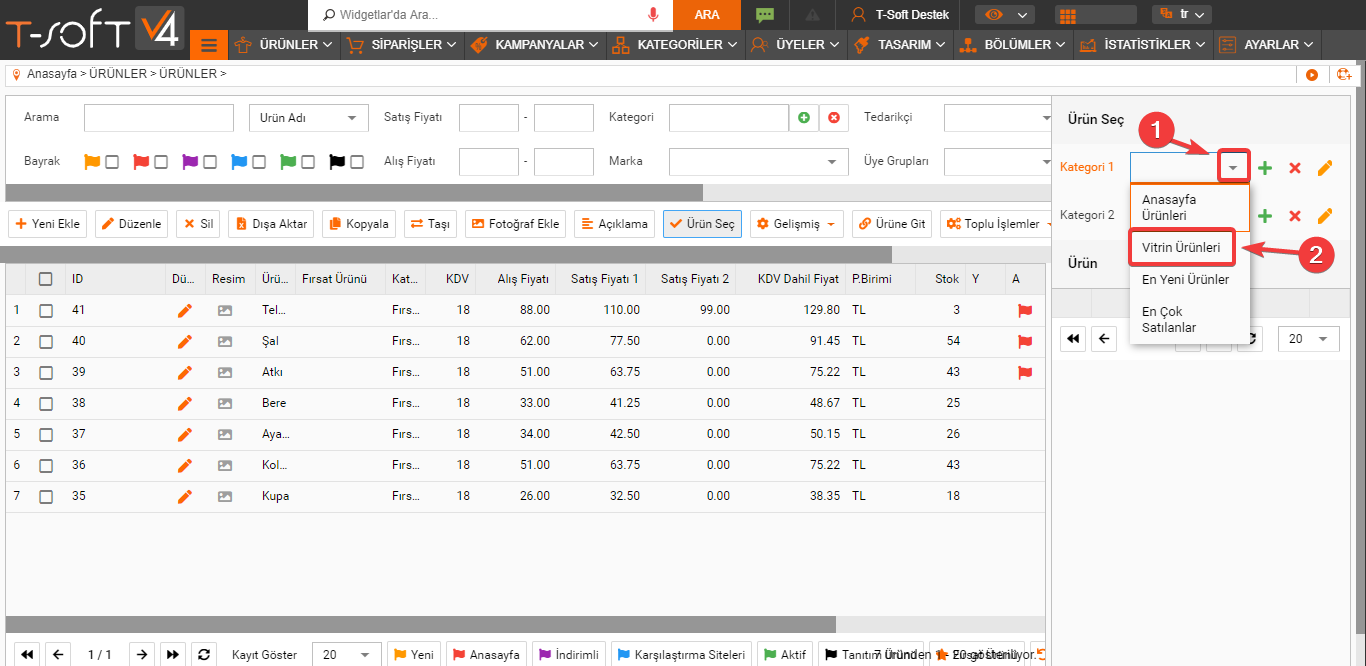 T-SOFT V4
Widgetlar'da Ara...
ARA
T-Soft Destek
tr
ÜRÜNLER
SİPARİŞLER
KAMPANYALAR
KATEGORİLER
ÜYELER
TASARIM
BÖLÜMLER
İSTATİSTİKLER
AYARLAR
Anasayfa > ÜRÜNLER > ÜRÜNLER >
Arama
Ürün Adı
Satış Fiyatı
-
Kategori
Tedarikçi
Bayrak
Alış Fiyatı
-
Marka
Üye Grupları
Yeni Ekle
Düzenle
Sil
Dışa Aktar
Kopyala
Taşı
Fotoğraf Ekle
Açıklama
Ürün Seç
Gelişmiş
Ürüne Git
Toplu İşlemler
ID Dü... Resim Ürü... Fırsat Ürünü Kat... KDV Alış Fiyatı Satış Fiyatı 1 Satış Fiyatı 2 KDV Dahil Fiyat P.Birimi Stok Y A
1 41 Tel... Fırs... 18 88.00 110.00 99.00 129.80 TL 3
2 40 Şal Fırs... 18 62.00 77.50 0.00 91.45 TL 54
3 39 Atkı Fırs... 18 51.00 63.75 0.00 75.22 TL 43
4 38 Bere Fırs... 18 33.00 41.25 0.00 48.67 TL 25
5 37 Aya... Fırs... 18 34.00 42.50 0.00 50.15 TL 26
6 36 Kol... Fırs... 18 51.00 63.75 0.00 75.22 TL 43
7 35 Kupa Fırs... 18 26.00 32.50 0.00 38.35 TL 18
Ürün Seç
1
Kategori 1
Kategori 2
Anasayfa
Ürünleri
Vitrin Ürünleri
2
En Yeni Ürünler
En Çok
Satılanlar
Ürün
20
1 / 1
Kayıt Göster
20
Yeni
Anasayfa
İndirimli
Karşılaştırma Siteleri
Aktif
Tanıtım Ürünü
7 Üründen 1 - 20 gösteriliyor.